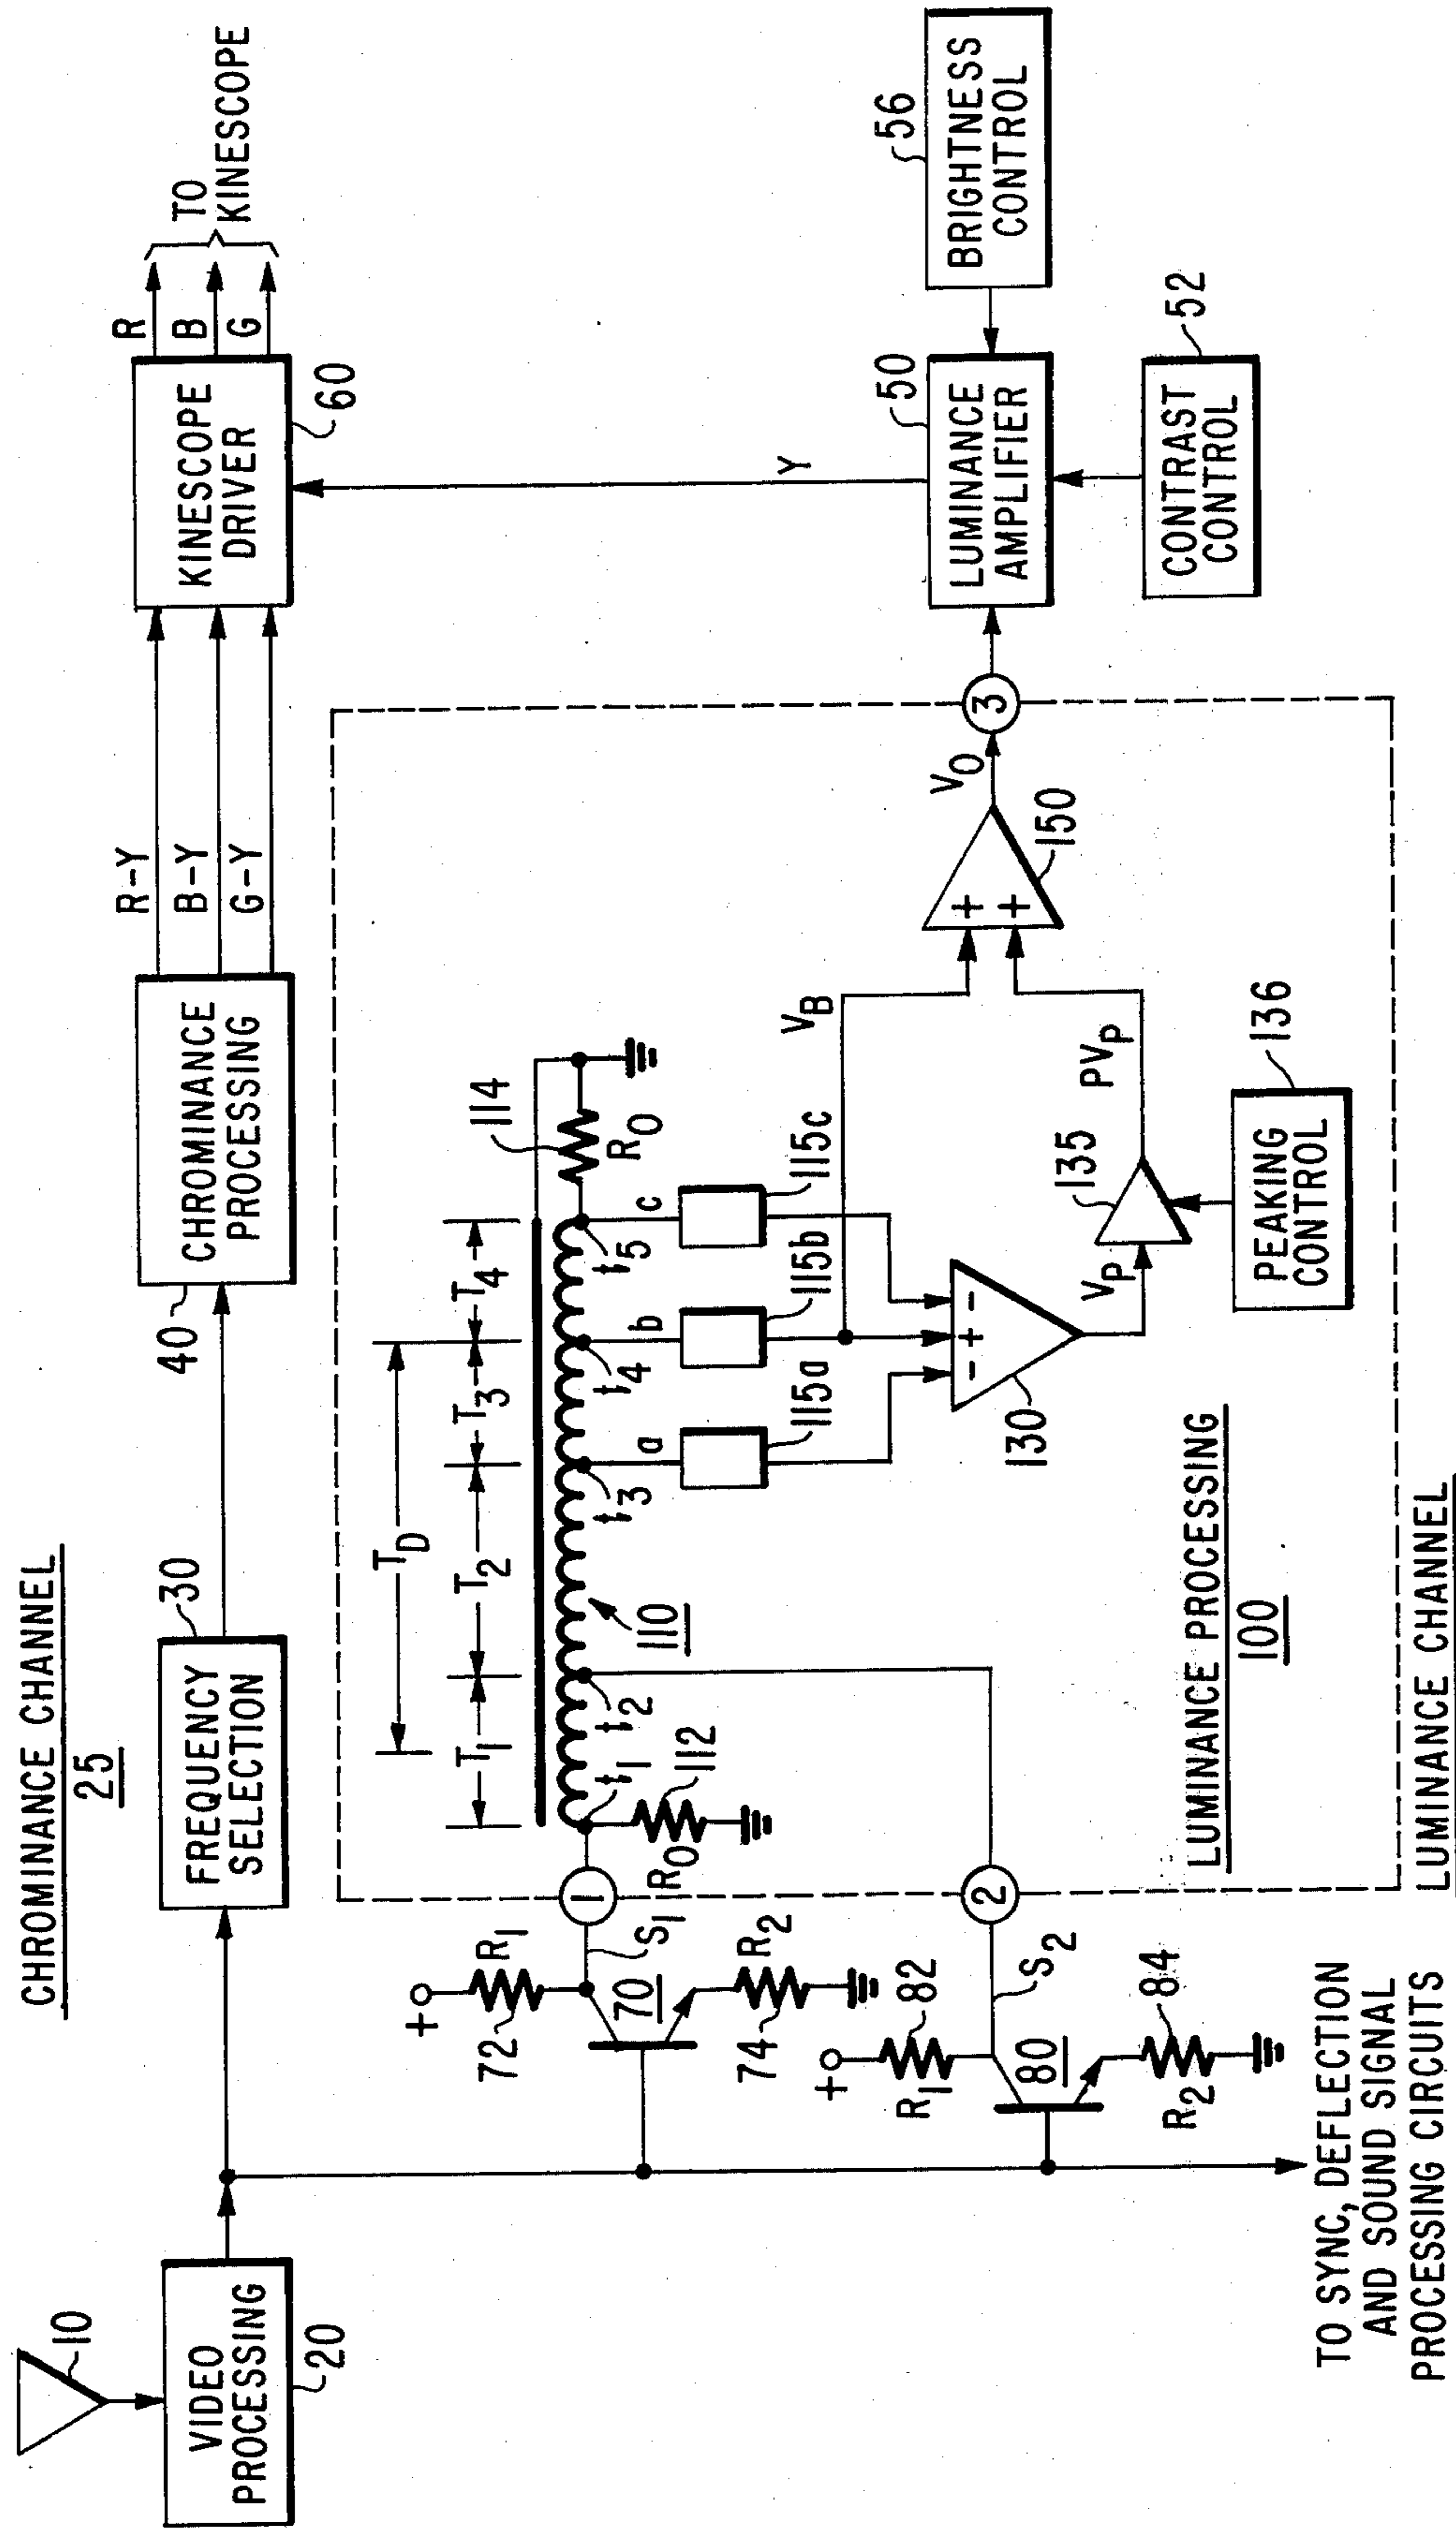 CHROMINANCE CHANNEL
25
10
VIDEO
PROCESSING
20
FREQUENCY
SELECTION
30
CHROMINANCE
PROCESSING
40
R-Y
B-Y
G-Y
KINESCOPE
DRIVER
60
R
B
G
TO
KINESCOPE
Y
+
72
R1
70
74
R2
S1
1
+
R1
82
80
R2
84
S2
2
TO SYNC, DEFLECTION
AND SOUND SIGNAL
PROCESSING CIRCUITS
TD
T1
T2
T3
T4
t1
t2
t3
t4
t5
R0
112
110
114
R0
a
b
c
115a
115b
115c
- + -
130
VB
VP
135
PVP
PEAKING
CONTROL
136
+
+
150
VO
3
LUMINANCE PROCESSING
100
LUMINANCE CHANNEL
LUMINANCE
AMPLIFIER
50
CONTRAST
CONTROL
52
BRIGHTNESS
CONTROL
56